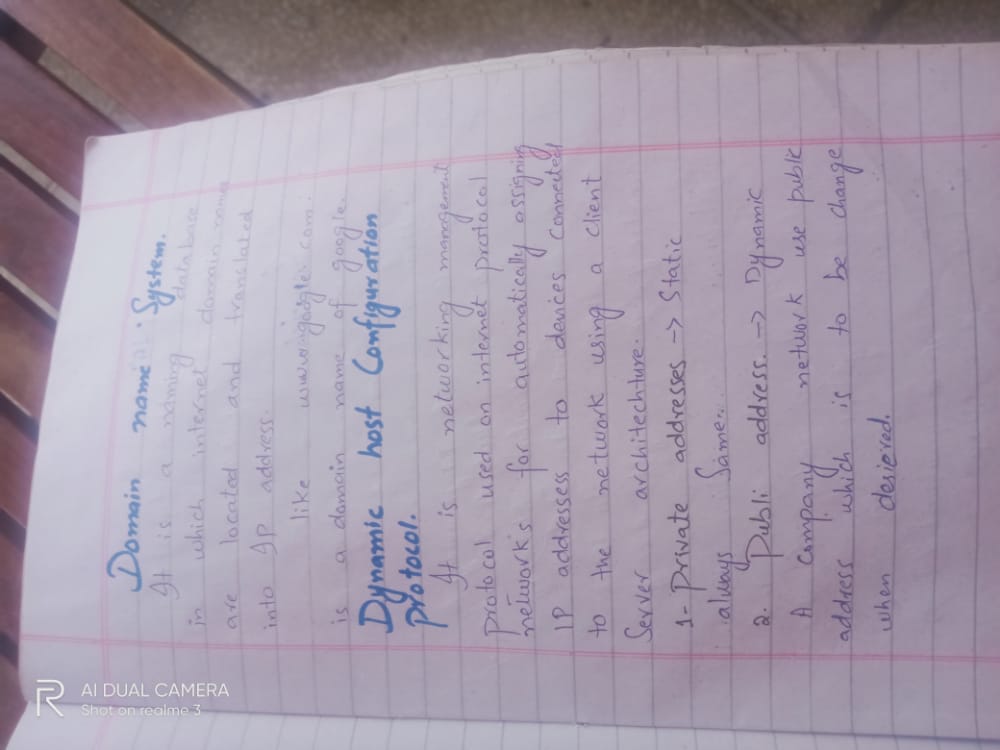 Domain name System.
It is a naming database
in which internet domain name
are located and translated
into IP address.
like www.google.com.
is a domain name of google.
Dynamic host Configuration
Protocol.
It is networking management
protocol used on internet protocal
network's for automatically assigning
IP addressess to devices connected
to the network using a client
Server architechture.
1- Private addresses -> Static
always Same...
2. Publi address. -> Dynamic
A company network use public
address which is to be change
when desiered.
R AI DUAL CAMERA
Shot on realme 3